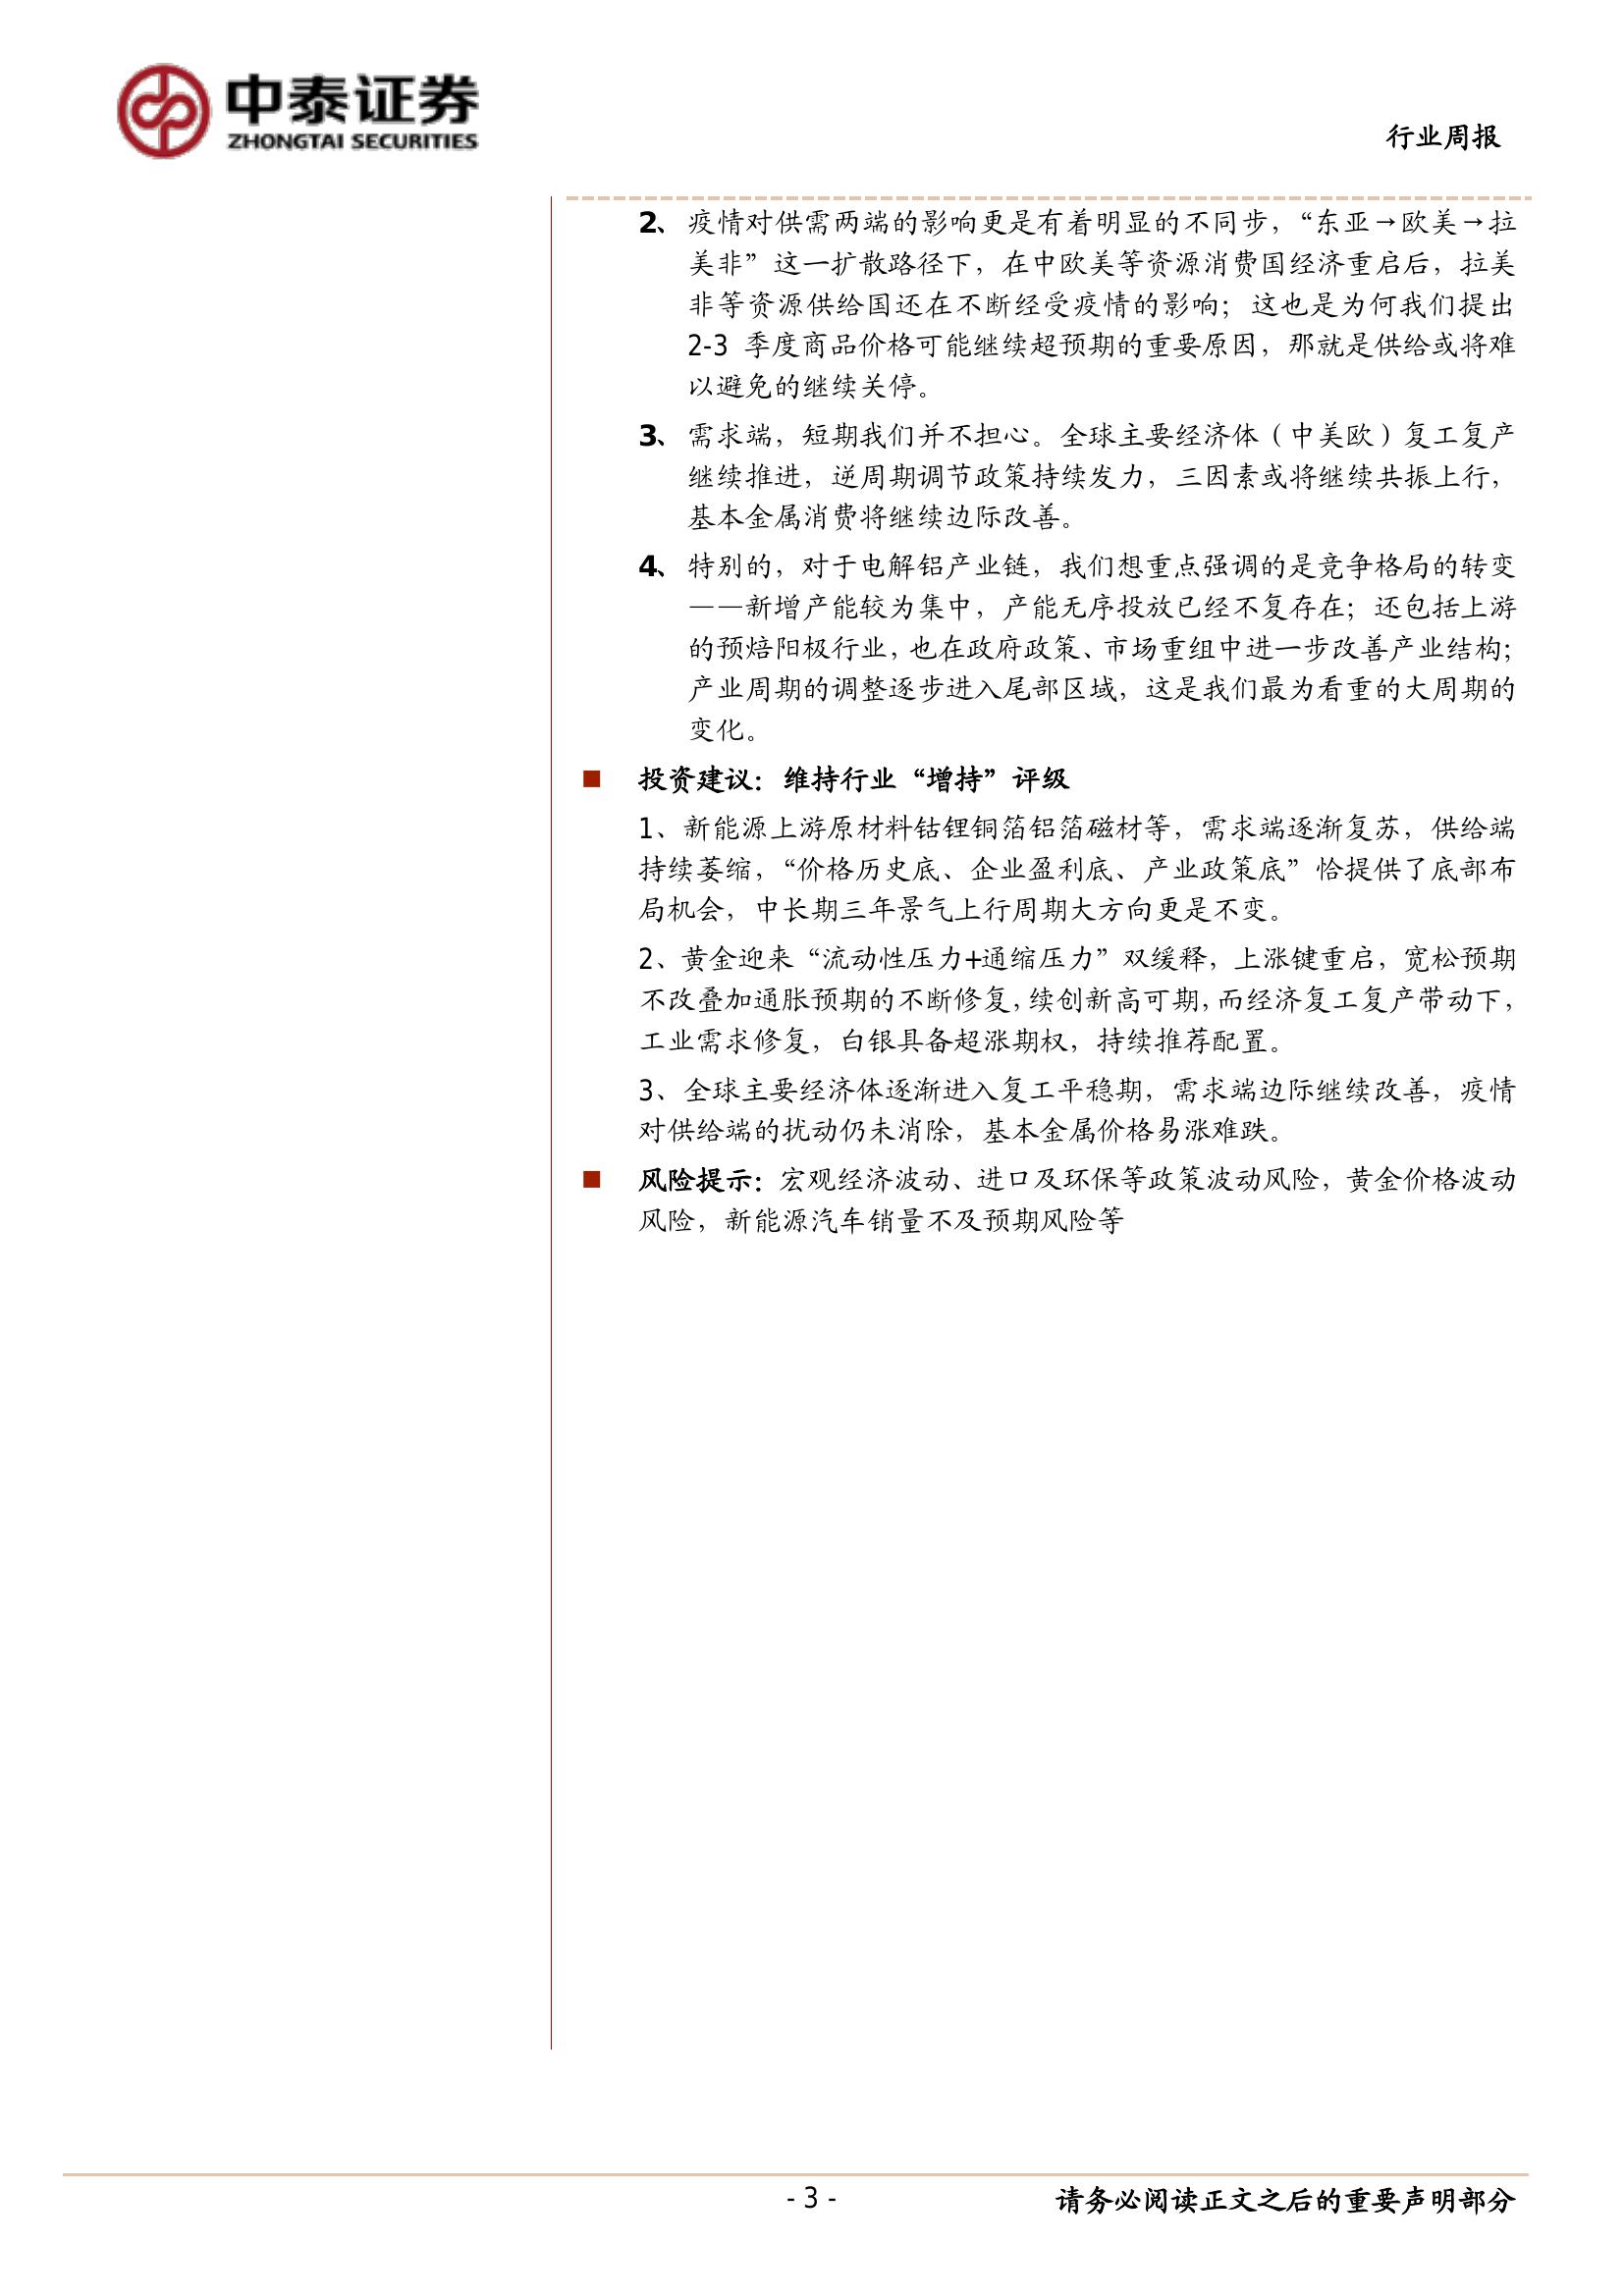 中泰证券
ZHONGTAI SECURITIES
行业周报
2、疫情对供需两端的影响更是有着明显的不同步，“东亚→欧美→拉
美非”这一扩散路径下，在中欧美等资源消费国经济重启后，拉美
非等资源供给国还在不断经受疫情的影响；这也是为何我们提出
2-3 季度商品价格可能继续超预期的重要原因，那就是供给或将难
以避免的继续关停。
3、需求端，短期我们并不担心。全球主要经济体（中美欧）复工复产
继续推进，逆周期调节政策持续发力，三因素或将继续共振上行，
基本金属消费将继续边际改善。
4、特别的，对于电解铝产业链，我们想重点强调的是竞争格局的转变
——新增产能较为集中，产能无序投放已经不复存在；还包括上游
的预焙阳极行业，也在政府政策、市场重组中进一步改善产业结构；
产业周期的调整逐步进入尾部区域，这是我们最为看重的大周期的
变化。
■ 投资建议：维持行业“增持”评级
1、新能源上游原材料钴锂铜箔铝箔磁材等，需求端逐渐复苏，供给端
持续萎缩，“价格历史底、企业盈利底、产业政策底”恰提供了底部布
局机会，中长期三年景气上行周期大方向更是不变。
2、黄金迎来“流动性压力+通缩压力”双缓释，上涨键重启，宽松预期
不改叠加通胀预期的不断修复，续创新高可期，而经济复工复产带动下，
工业需求修复，白银具备超涨期权，持续推荐配置。
3、全球主要经济体逐渐进入复工平稳期，需求端边际继续改善，疫情
对供给端的扰动仍未消除，基本金属价格易涨难跌。
■ 风险提示：宏观经济波动、进口及环保等政策波动风险，黄金价格波动
风险，新能源汽车销量不及预期风险等
- 3 -
请务必阅读正文之后的重要声明部分